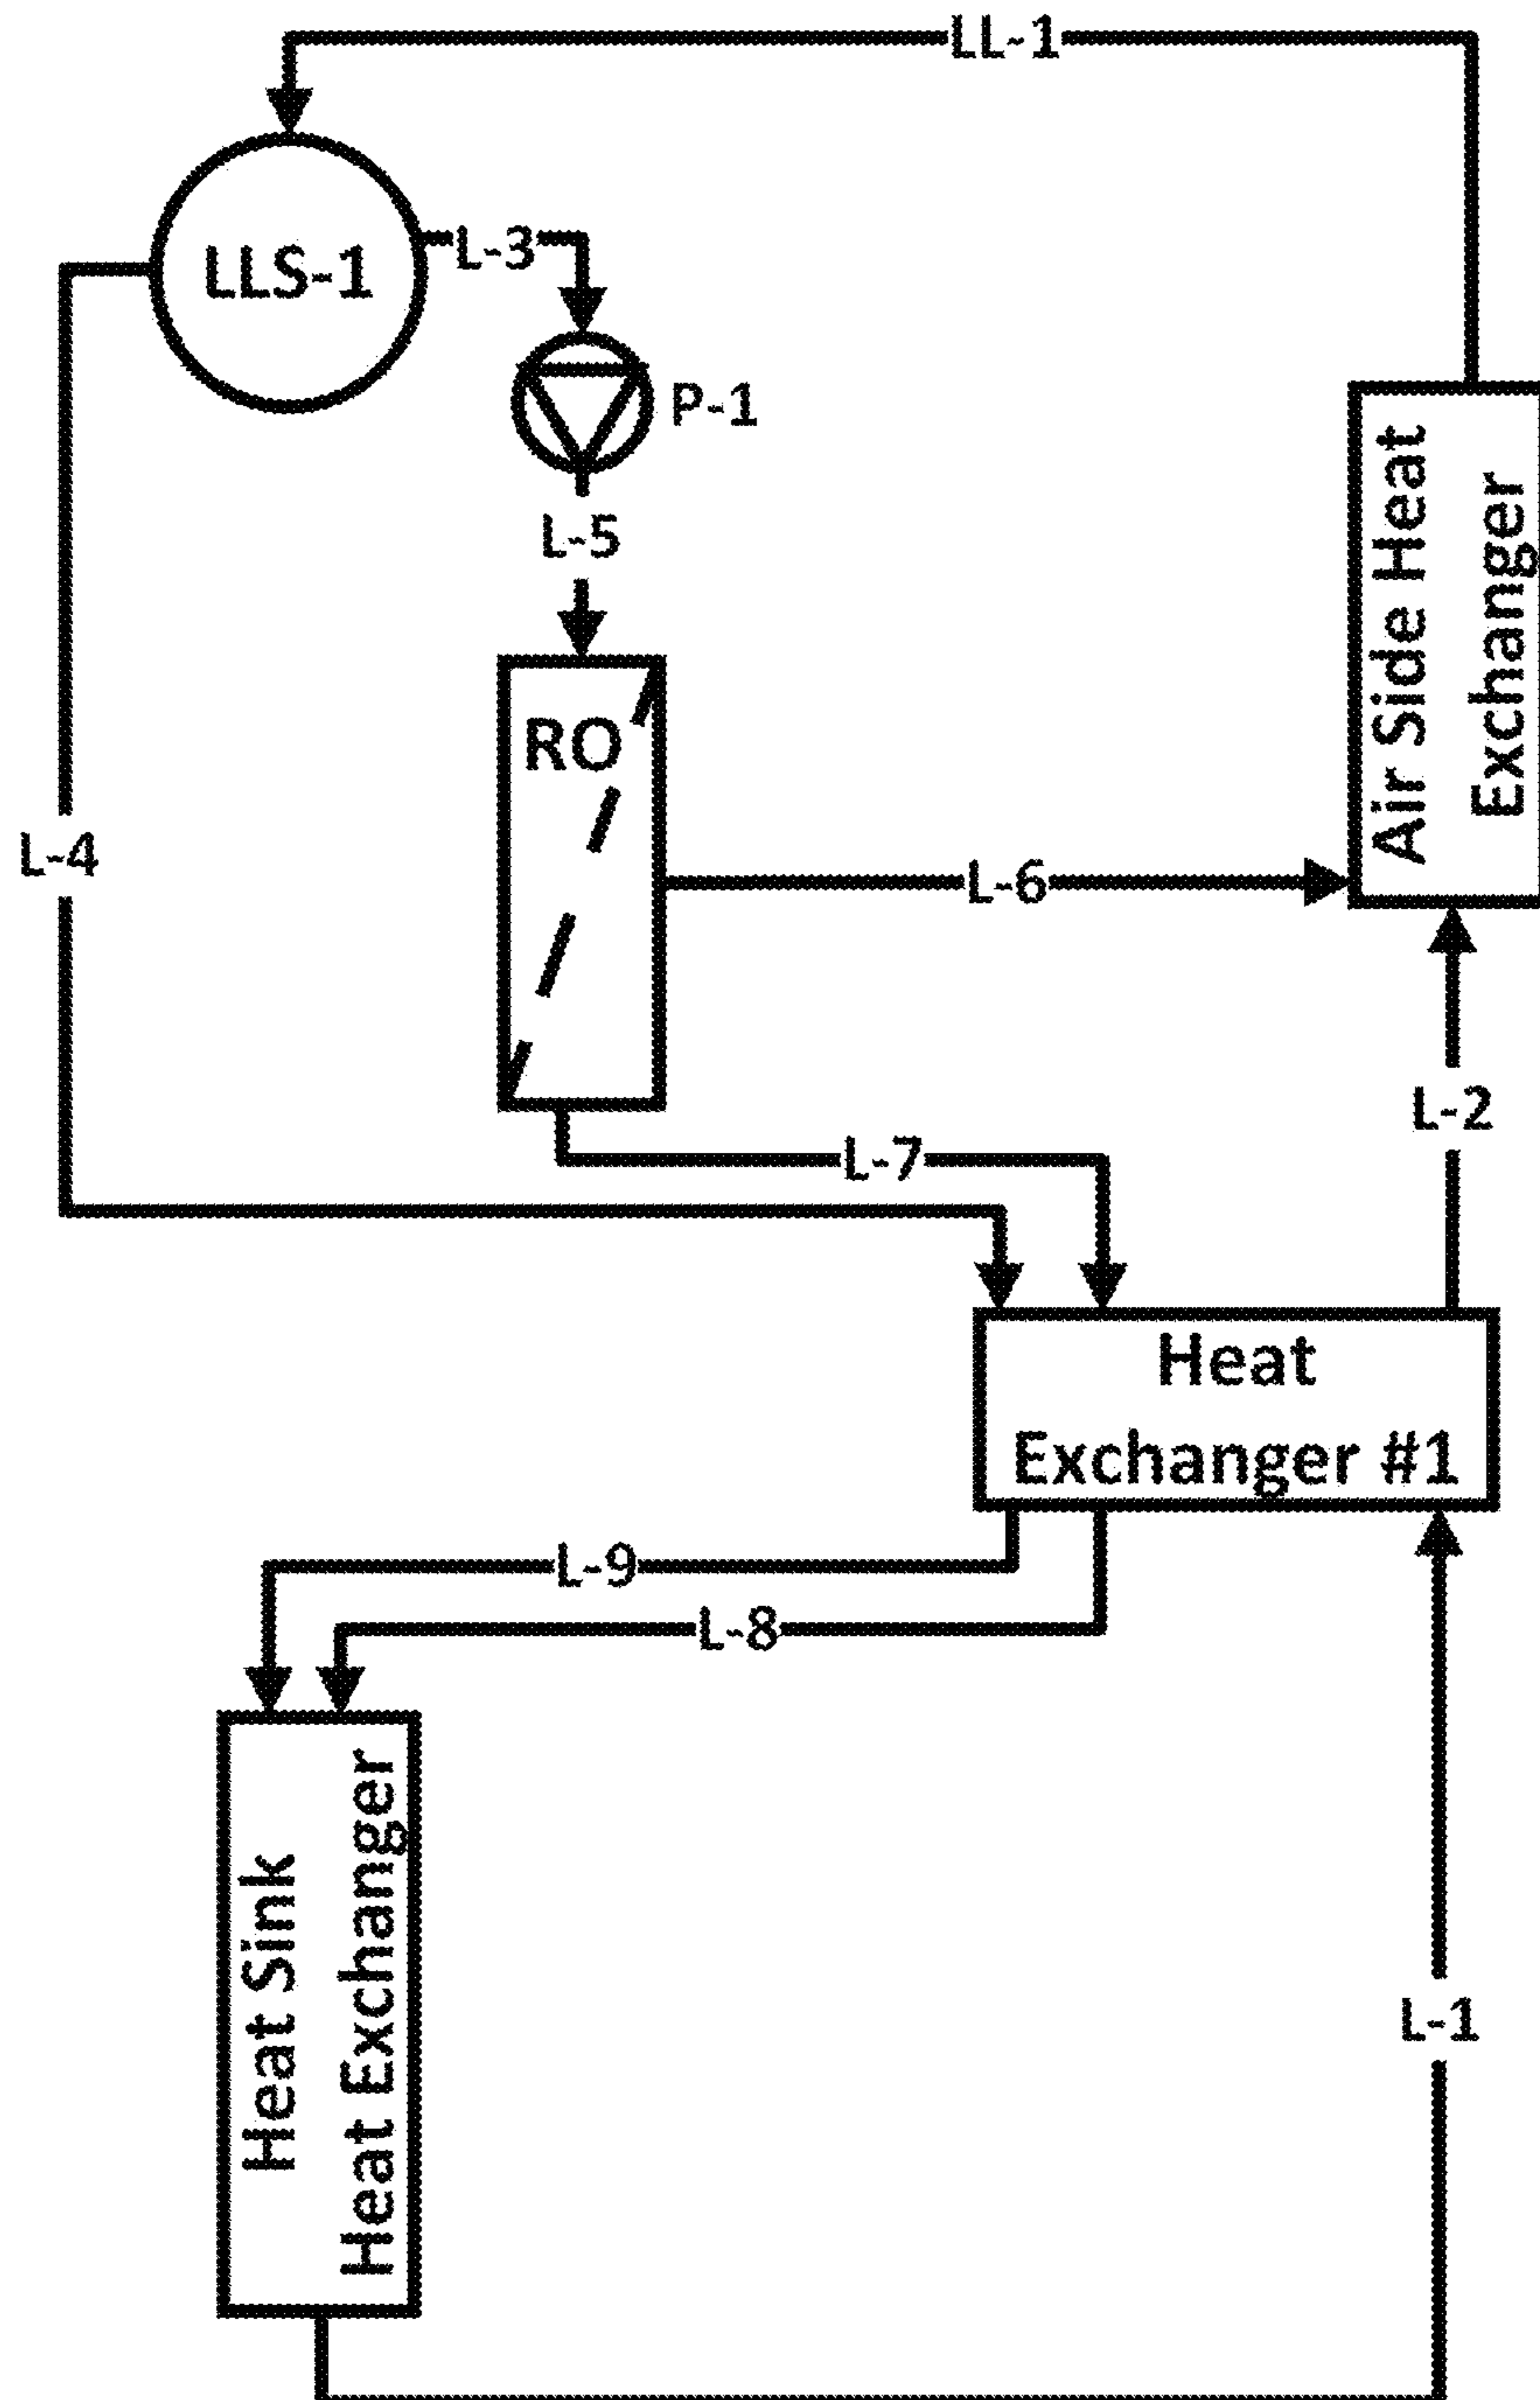 LL-1
LLS-1
L-3
P-1
L-5
Air Side Heat
Exchanger
RO
L-4
L-6
L-2
L-7
Heat
Exchanger #1
L-9
L-8
Heat Sink
Heat Exchanger
L-1